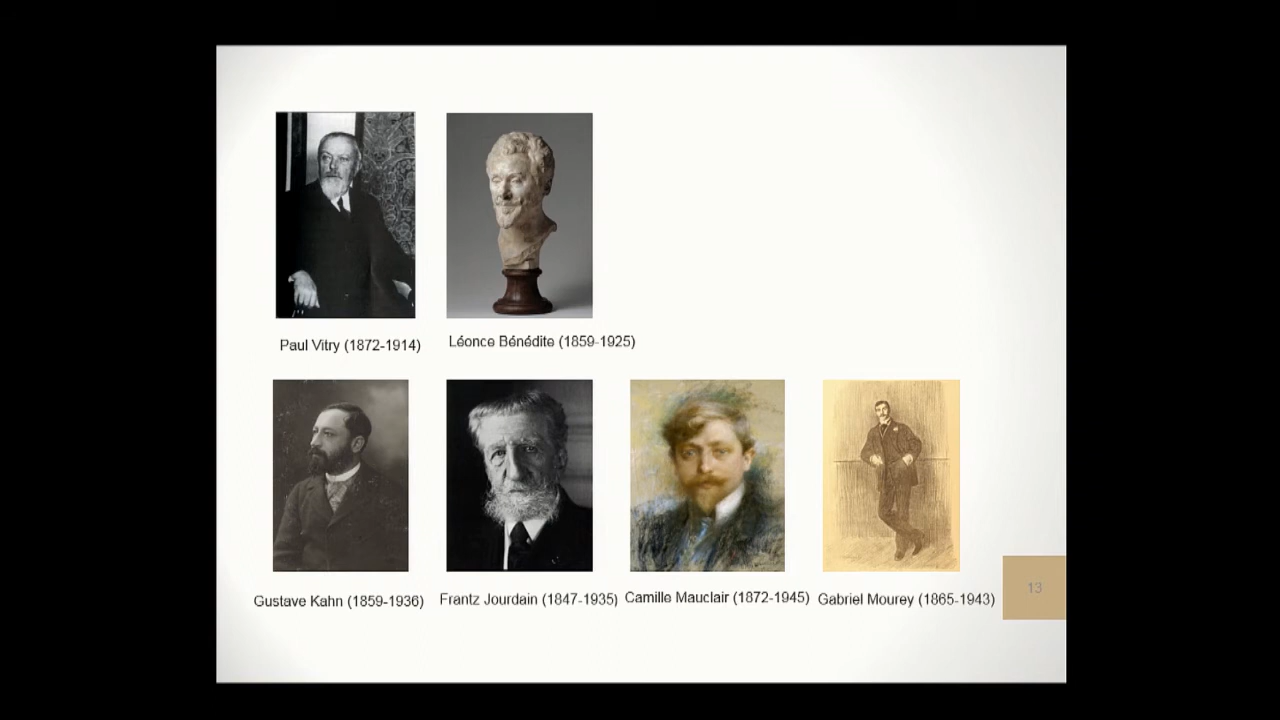 Paul Vitry (1872-1914)
Léonce Bénédite (1859-1925)
Gustave Kahn (1859-1936)
Frantz Jourdain (1847-1935)
Camille Mauclair (1872-1945)
Gabriel Mourey (1865-1943)
13